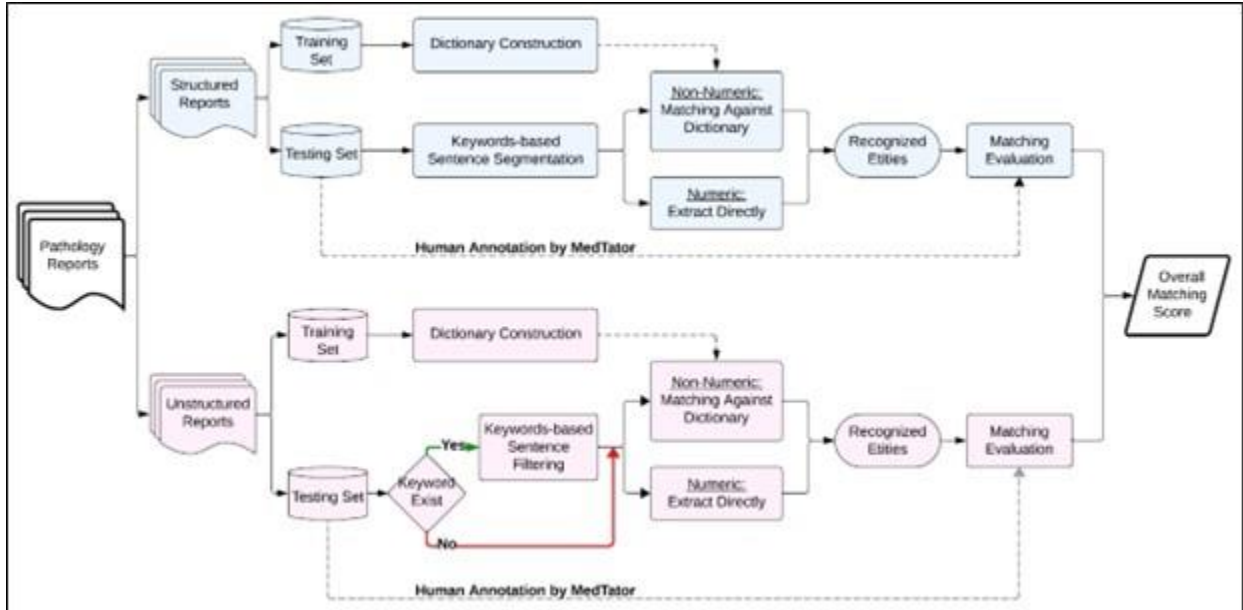 Pathology
Reports
Structured
Reports
Training
Set
Dictionary Construction
Testing Set
Keywords-based
Sentence Segmentation
Non-Numeric:
Matching Against
Dictionary
Numeric:
Extract Directly
Recognized
Etities
Matching
Evaluation
Human Annotation by MedTator
Unstructured
Reports
Training
Set
Dictionary Construction
Testing Set
Keyword
Exist
Yes
No
Keywords-based
Sentence
Filtering
Non-Numeric:
Matching Against
Dictionary
Numeric:
Extract Directly
Recognized
Etities
Matching
Evaluation
Human Annotation by MedTator
Overall
Matching
Score